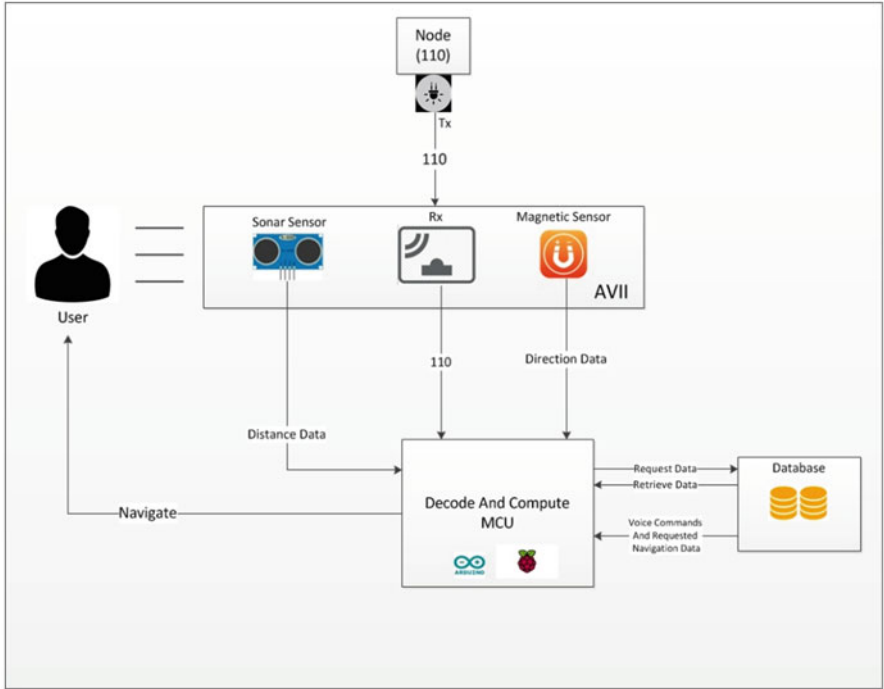 Node
(110)
Tx
110
Sonar Sensor
Rx
Magnetic Sensor
AVII
User
110
Direction Data
Distance Data
Navigate
Decode And Compute
MCU
ARDUINO
Request Data
Retrieve Data
Voice Commands
And Requested
Navigation Data
Database